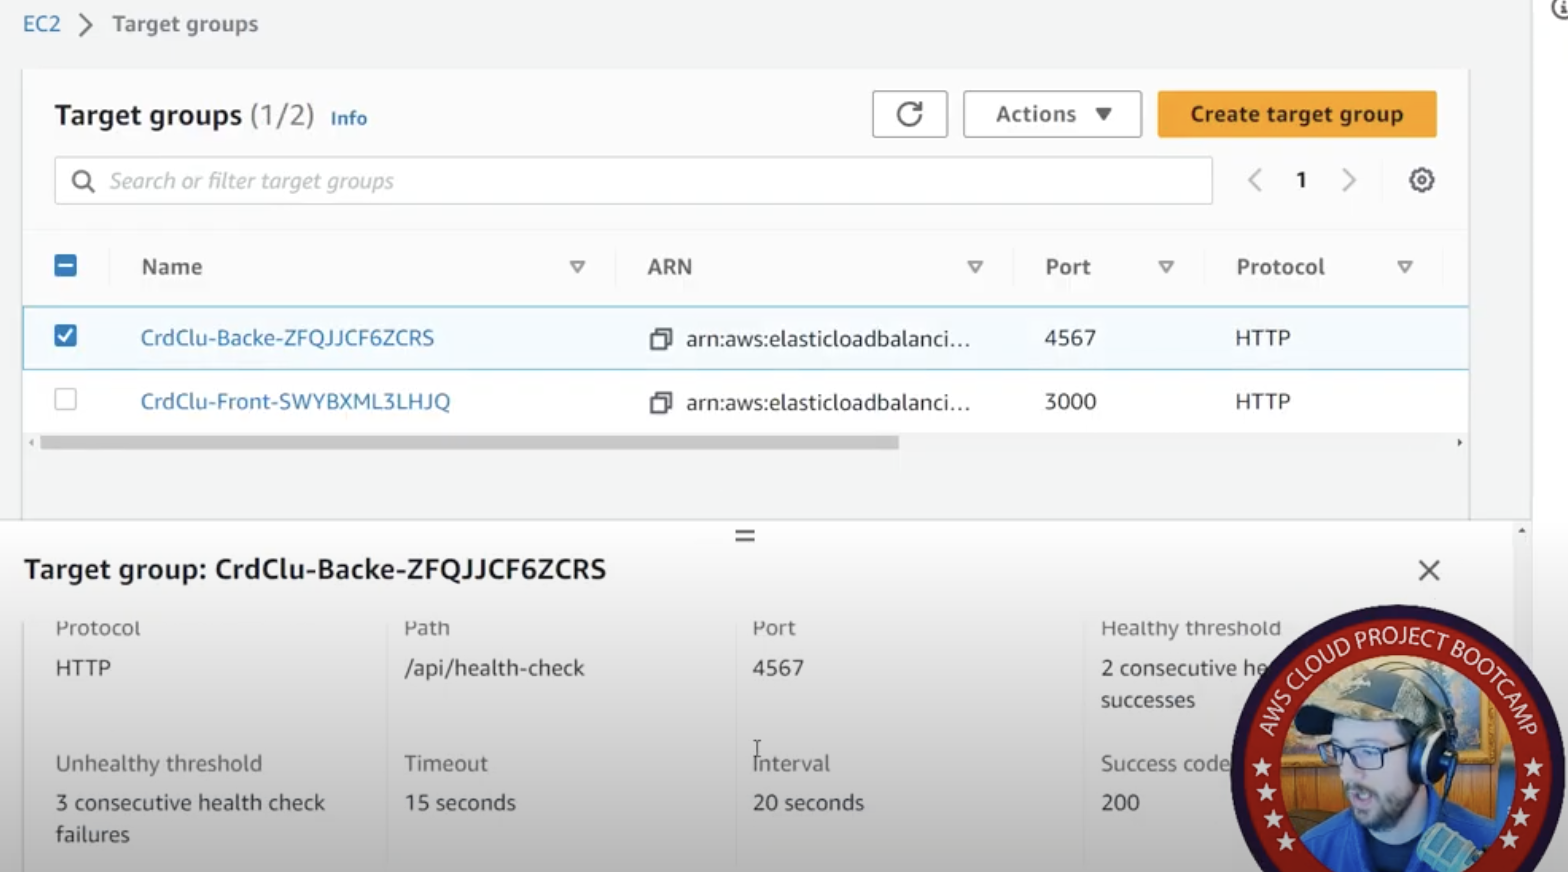 EC2 > Target groups
Target groups (1/2) Info
Actions
Create target group
Search or filter target groups
1
Name ARN Port Protocol
CrdClu-Backe-ZFQJJCF6ZCRS arn:aws:elasticloadbalanci... 4567 HTTP
CrdClu-Front-SWYBXML3LHJQ arn:aws:elasticloadbalanci... 3000 HTTP
Target group: CrdClu-Backe-ZFQJJCF6ZCRS
Protocol Path Port Healthy threshold
HTTP /api/health-check 4567 2 consecutive he
successes
Unhealthy threshold Timeout Interval Success code
3 consecutive health check 15 seconds 20 seconds 200
failures
AWS CLOUD PROJECT BOOTCAMP